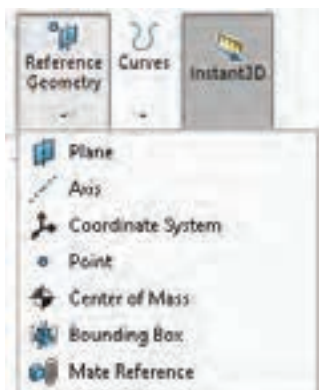 Reference Geometry
Curves
Instant3D
Plane
Axis
Coordinate System
Point
Center of Mass
Bounding Box
Mate Reference